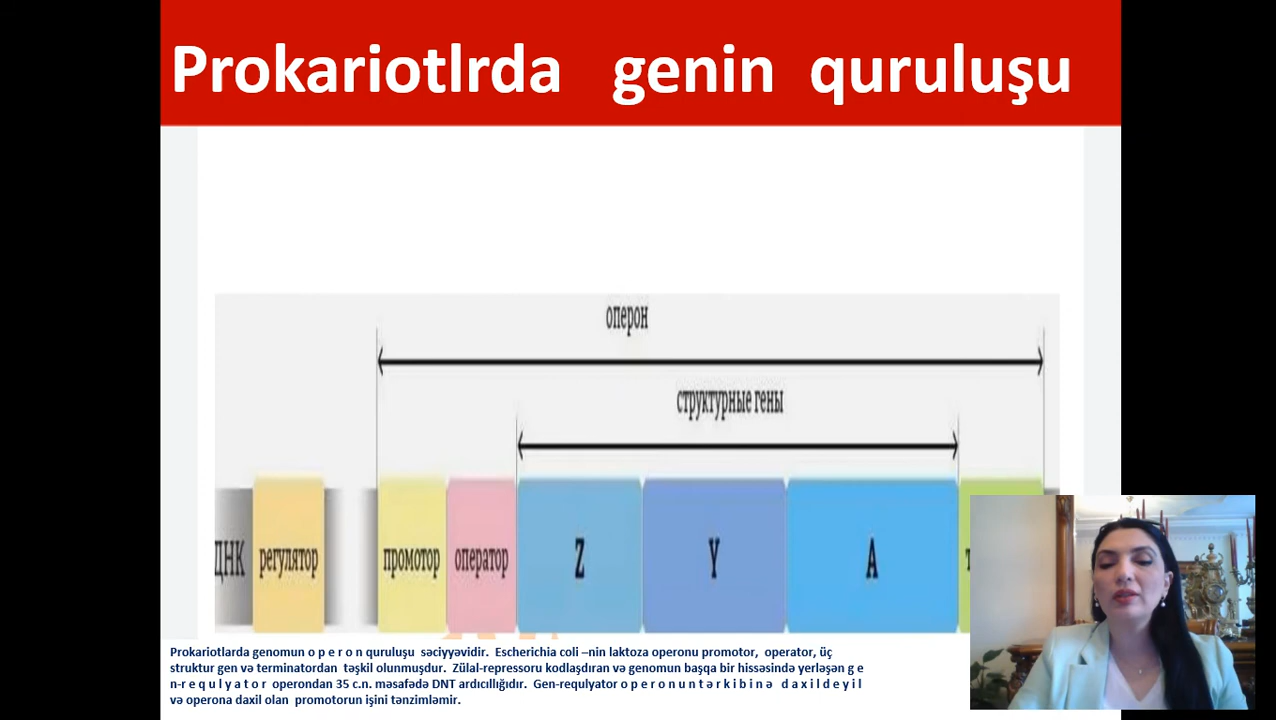 Prokariotlrda genin quruluşu
оперон
структурные гены
ДНК регулятор промотор оператор Z Y A
Prokariotlarda genomun o p e r o n quruluşu səciyyəvidir. Escherichia coli –nin laktoza operonu promotor, operator, üç
struktur gen və terminatordan təşkil olunmuşdur. Zülal-repressoru kodlaşdıran və genomun başqa bir hissəsində yerləşən g e
n-r e q u l y a t o r operondan 35 c.n. məsafədə DNT ardıcıllığıdır. Gen-requlyator o p e r o n u n t ə r k i b i n ə d a x i l d e y i l
və operona daxil olan promotorun işini tənzimləmir.